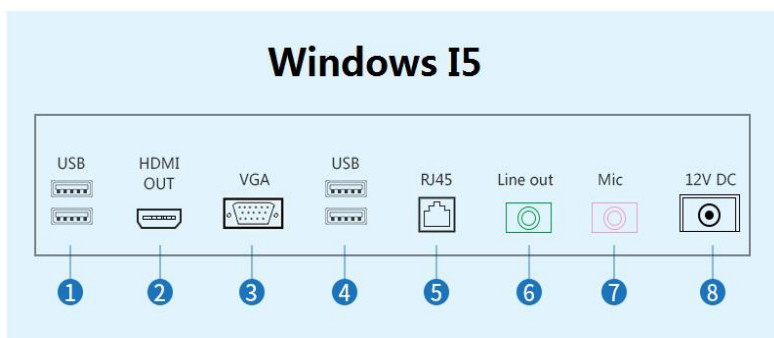 Windows I5
USB
HDMI
OUT
VGA
USB
RJ45
Line out
Mic
12V DC
1
2
3
4
5
6
7
8